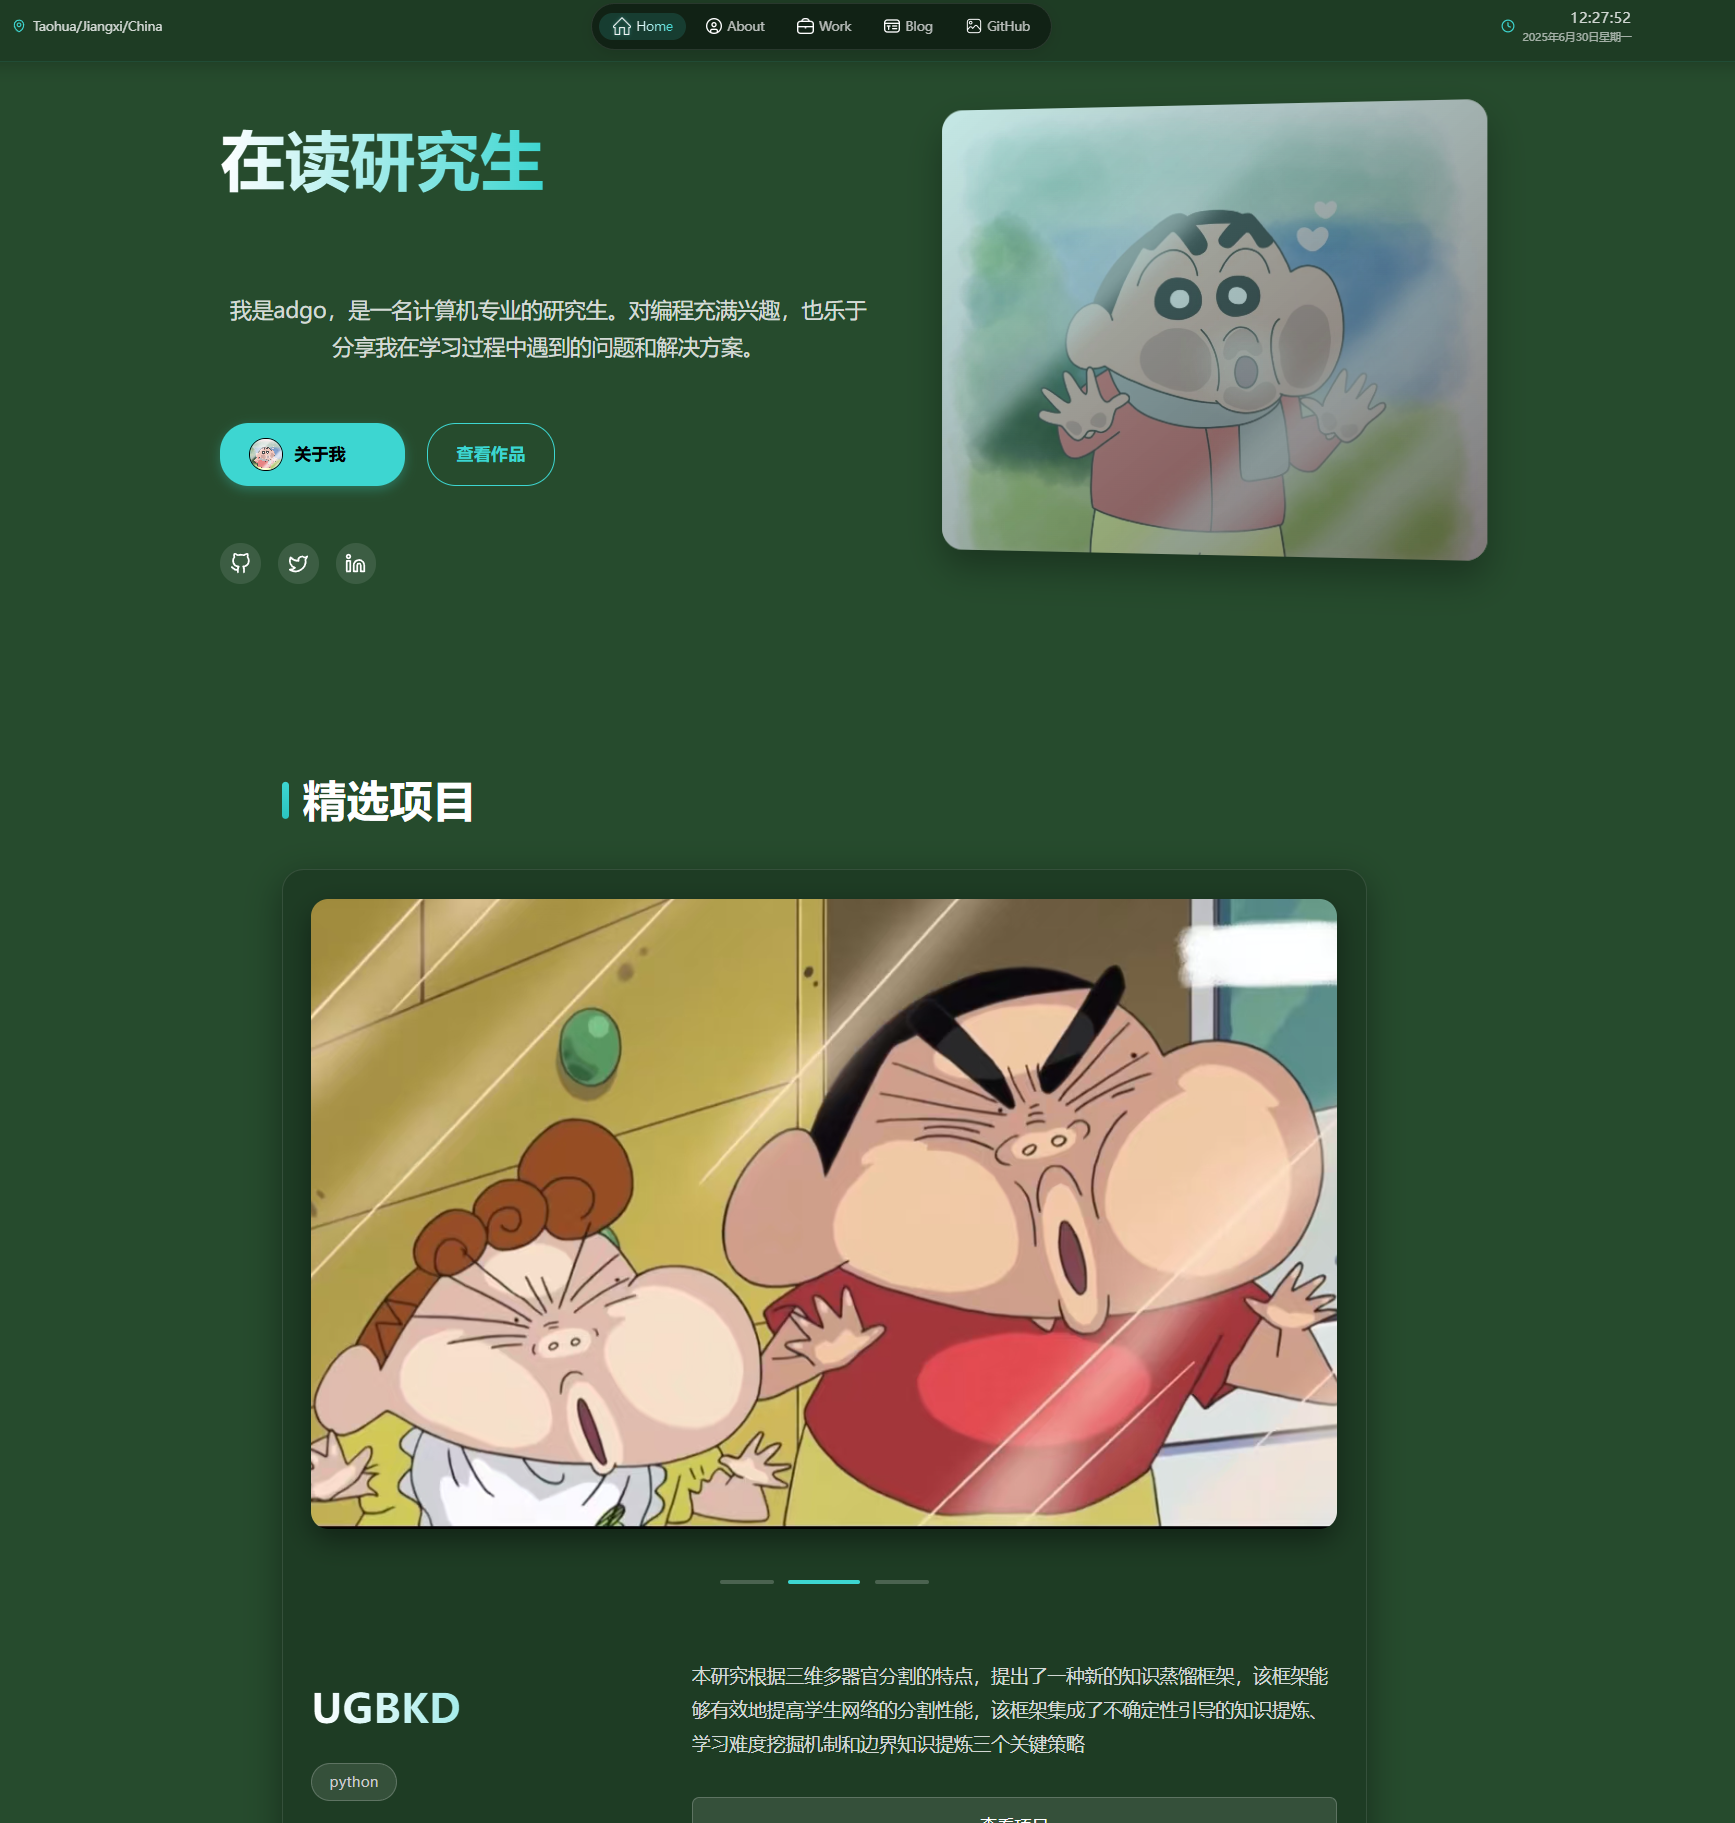 Taohua/Jiangxi/China
Home
About
Work
Blog
GitHub
12:27:52
2025年6月30日星期一
在读研究生
我是adgo，是一名计算机专业的研究生。对编程充满兴趣，也乐于
分享我在学习过程中遇到的问题和解决方案。
关于我
查看作品
精选项目
UGBKD
python
本研究根据三维多器官分割的特点，提出了一种新的知识蒸馏框架，该框架能
够有效地提高学生网络的分割性能，该框架集成了不确定性引导的知识提炼、
学习难度挖掘机制和边界知识提炼三个关键策略
查看项目